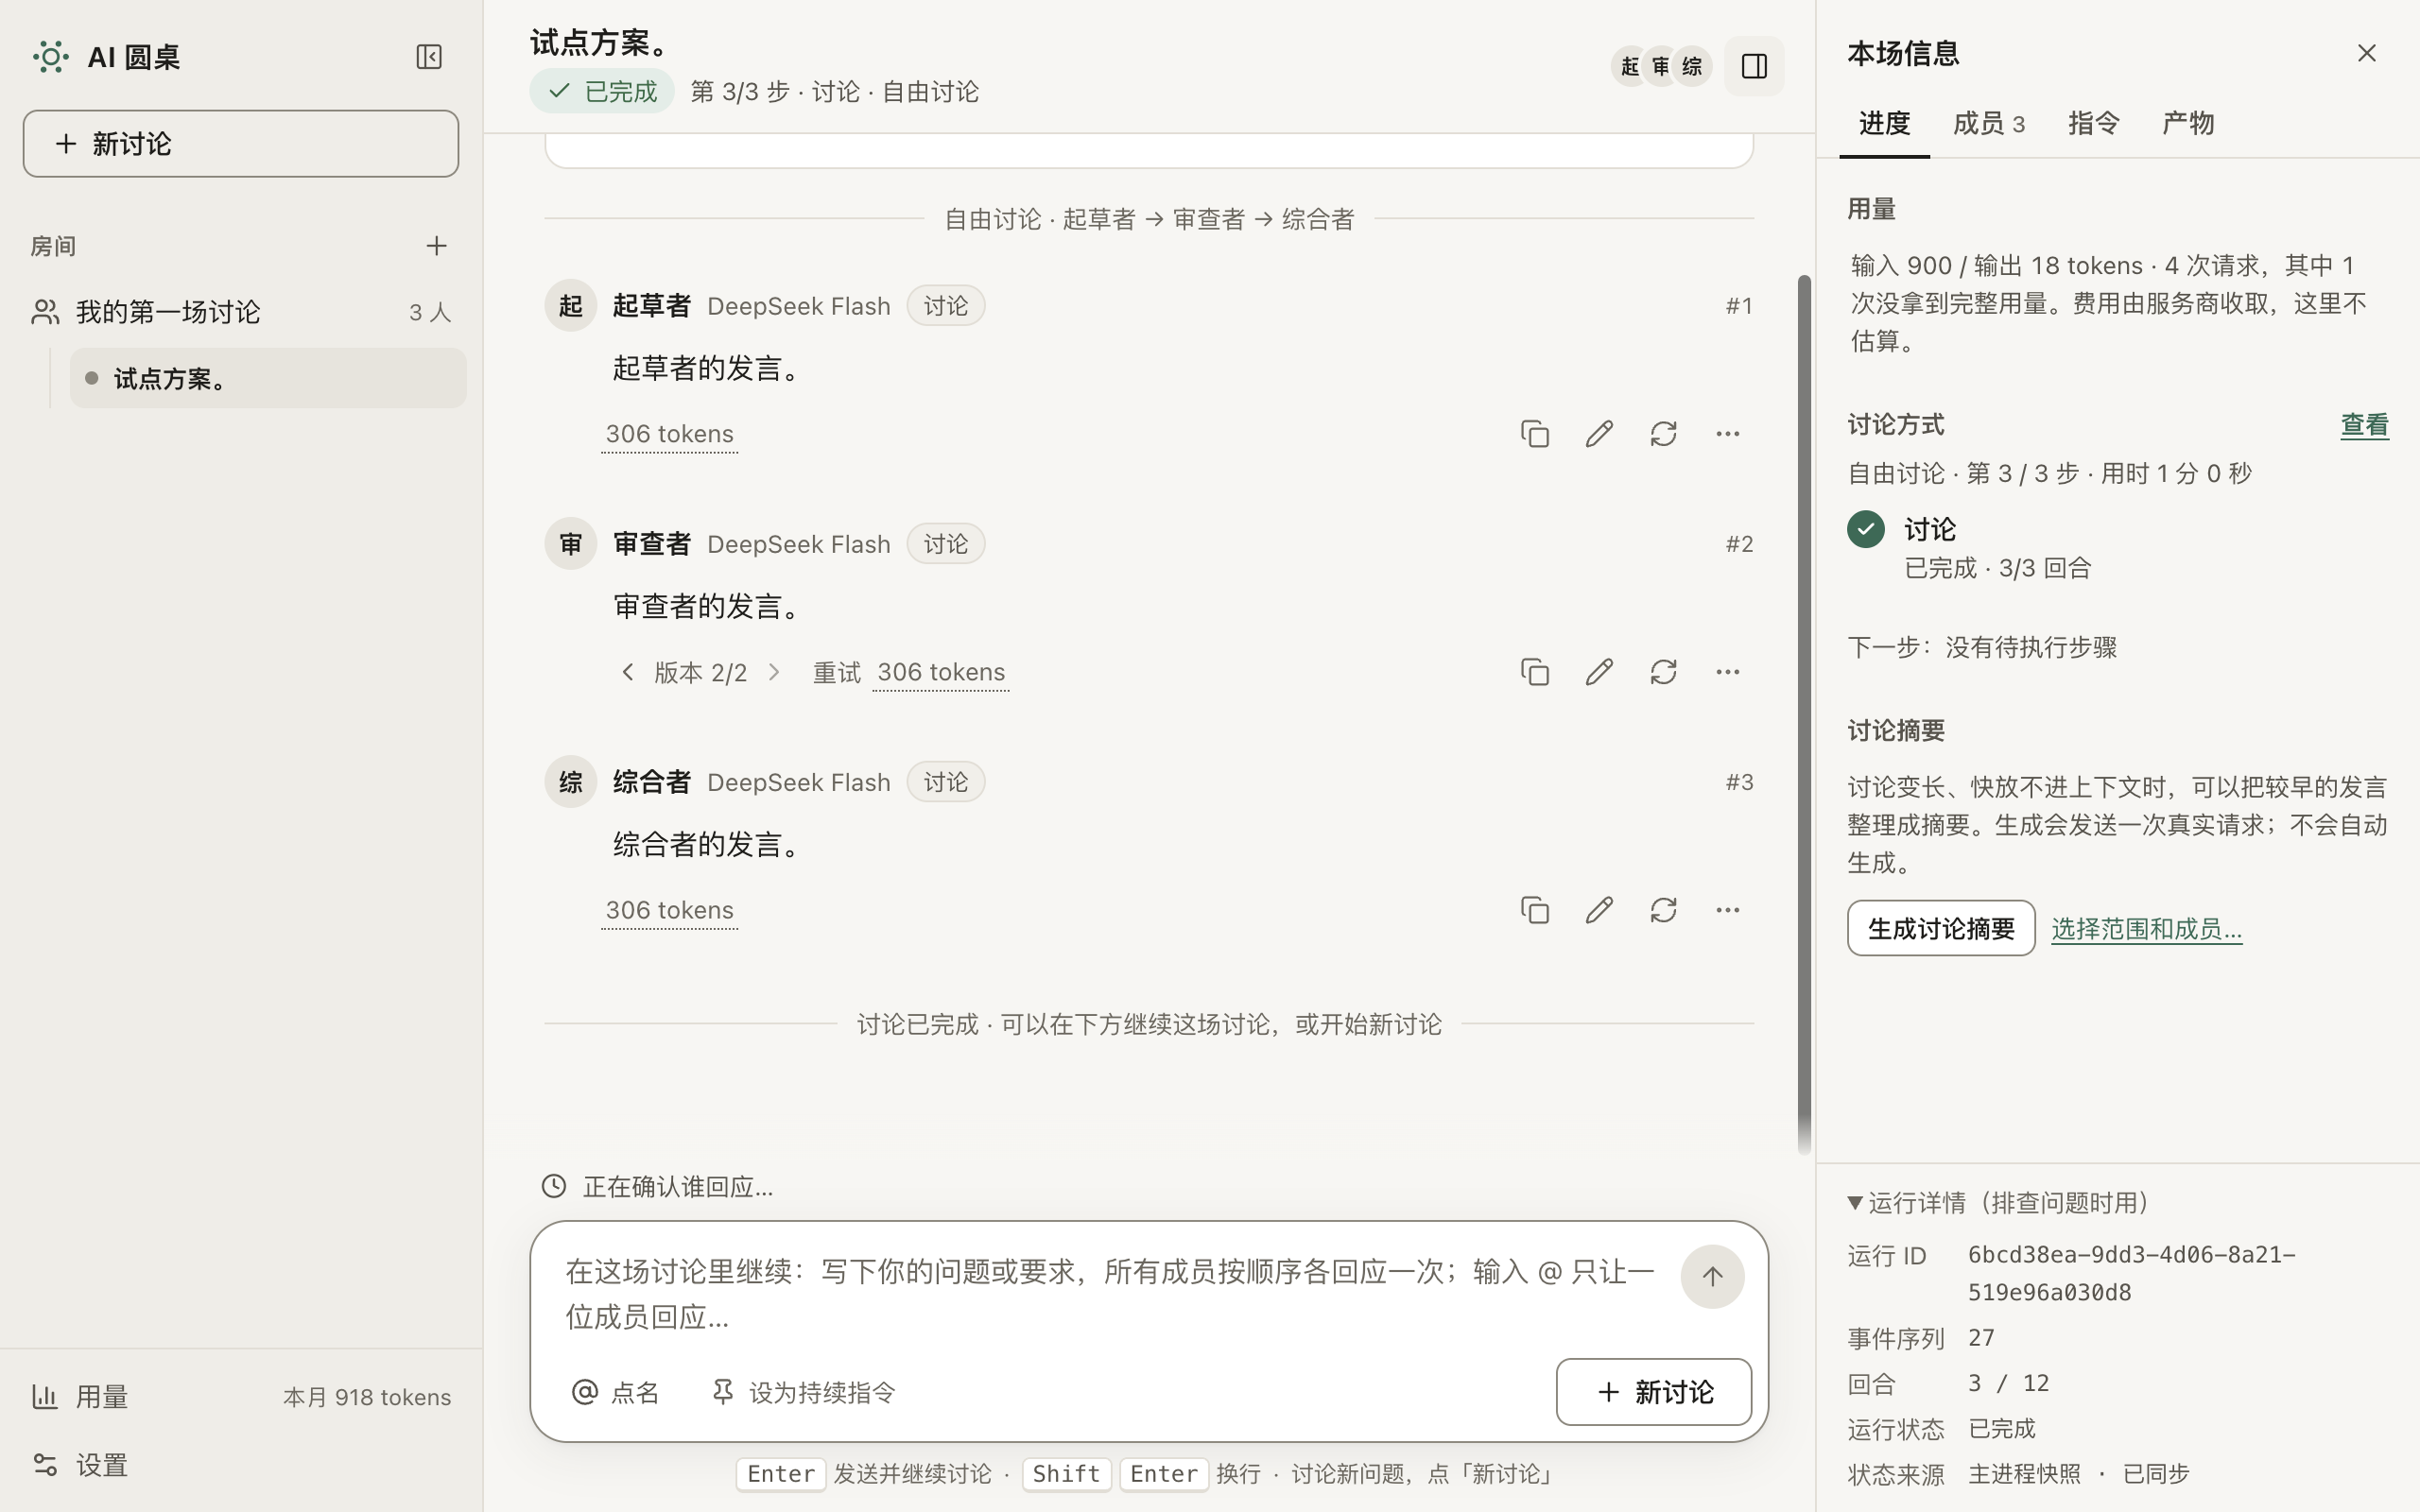 AI 圆桌
新讨论
房间
我的第一场讨论 3 人
试点方案。
用量 本月 918 tokens
设置
试点方案。
已完成 第 3/3 步 · 讨论 · 自由讨论
起 审 综
自由讨论 · 起草者 → 审查者 → 综合者
起 起草者 DeepSeek Flash 讨论 #1
起草者的发言。
306 tokens
审 审查者 DeepSeek Flash 讨论 #2
审查者的发言。
版本 2/2 重试 306 tokens
综 综合者 DeepSeek Flash 讨论 #3
综合者的发言。
306 tokens
讨论已完成 · 可以在下方继续这场讨论，或开始新讨论
正在确认谁回应…
在这场讨论里继续：写下你的问题或要求，所有成员按顺序各回应一次；输入 @ 只让一
位成员回应…
点名 设为持续指令 新讨论
Enter 发送并继续讨论 · Shift Enter 换行 · 讨论新问题，点「新讨论」
本场信息
进度 成员 3 指令 产物
用量
输入 900 / 输出 18 tokens · 4 次请求，其中 1
次没拿到完整用量。费用由服务商收取，这里不
估算。
讨论方式 查看
自由讨论 · 第 3 / 3 步 · 用时 1 分 0 秒
讨论
已完成 · 3/3 回合
下一步：没有待执行步骤
讨论摘要
讨论变长、快放不进上下文时，可以把较早的发言
整理成摘要。生成会发送一次真实请求；不会自动
生成。
生成讨论摘要 选择范围和成员…
▼运行详情（排查问题时用）
运行 ID 6bcd38ea-9dd3-4d06-8a21-
519e96a030d8
事件序列 27
回合 3 / 12
运行状态 已完成
状态来源 主进程快照 · 已同步